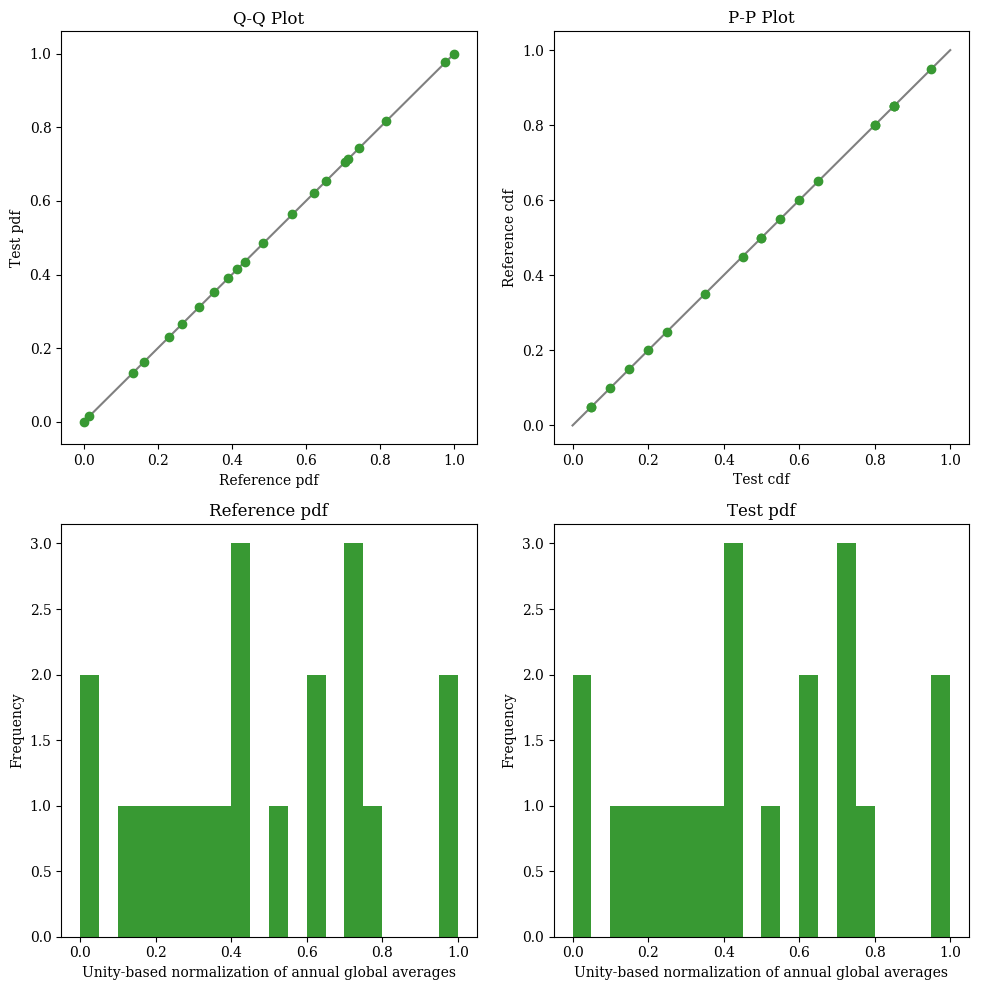 Q-Q Plot
Test pdf
1.0
0.8
0.6
0.4
0.2
0.0
0.0 0.2 0.4 0.6 0.8 1.0
Reference pdf
P-P Plot
Reference cdf
1.0
0.8
0.6
0.4
0.2
0.0
0.0 0.2 0.4 0.6 0.8 1.0
Test cdf
Reference pdf
Frequency
3.0
2.5
2.0
1.5
1.0
0.5
0.0
0.0 0.2 0.4 0.6 0.8 1.0
Unity-based normalization of annual global averages
Test pdf
Frequency
3.0
2.5
2.0
1.5
1.0
0.5
0.0
0.0 0.2 0.4 0.6 0.8 1.0
Unity-based normalization of annual global averages